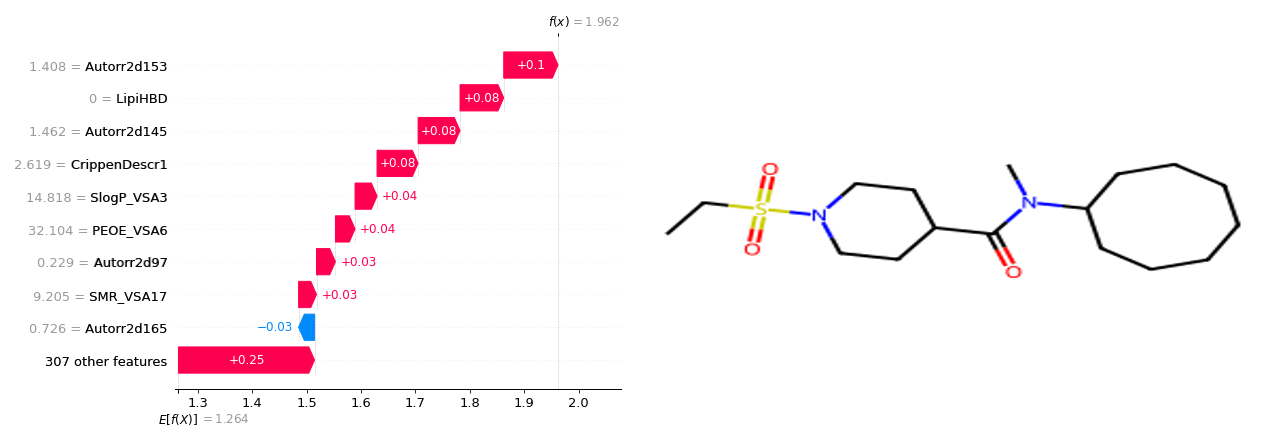 f(x) = 1.962
1.408 = Autorr2d153
+0.1
0 = LipiHBD
+0.08
1.462 = Autorr2d145
+0.08
2.619 = CrippenDescr1
+0.08
14.818 = SlogP_VSA3
+0.04
32.104 = PEOE_VSA6
+0.04
0.229 = Autorr2d97
+0.03
9.205 = SMR_VSA17
+0.03
0.726 = Autorr2d165
−0.03
307 other features
+0.25
1.3 1.4 1.5 1.6 1.7 1.8 1.9 2.0
E[f(X)] = 1.264
O
S
O
N
N
O